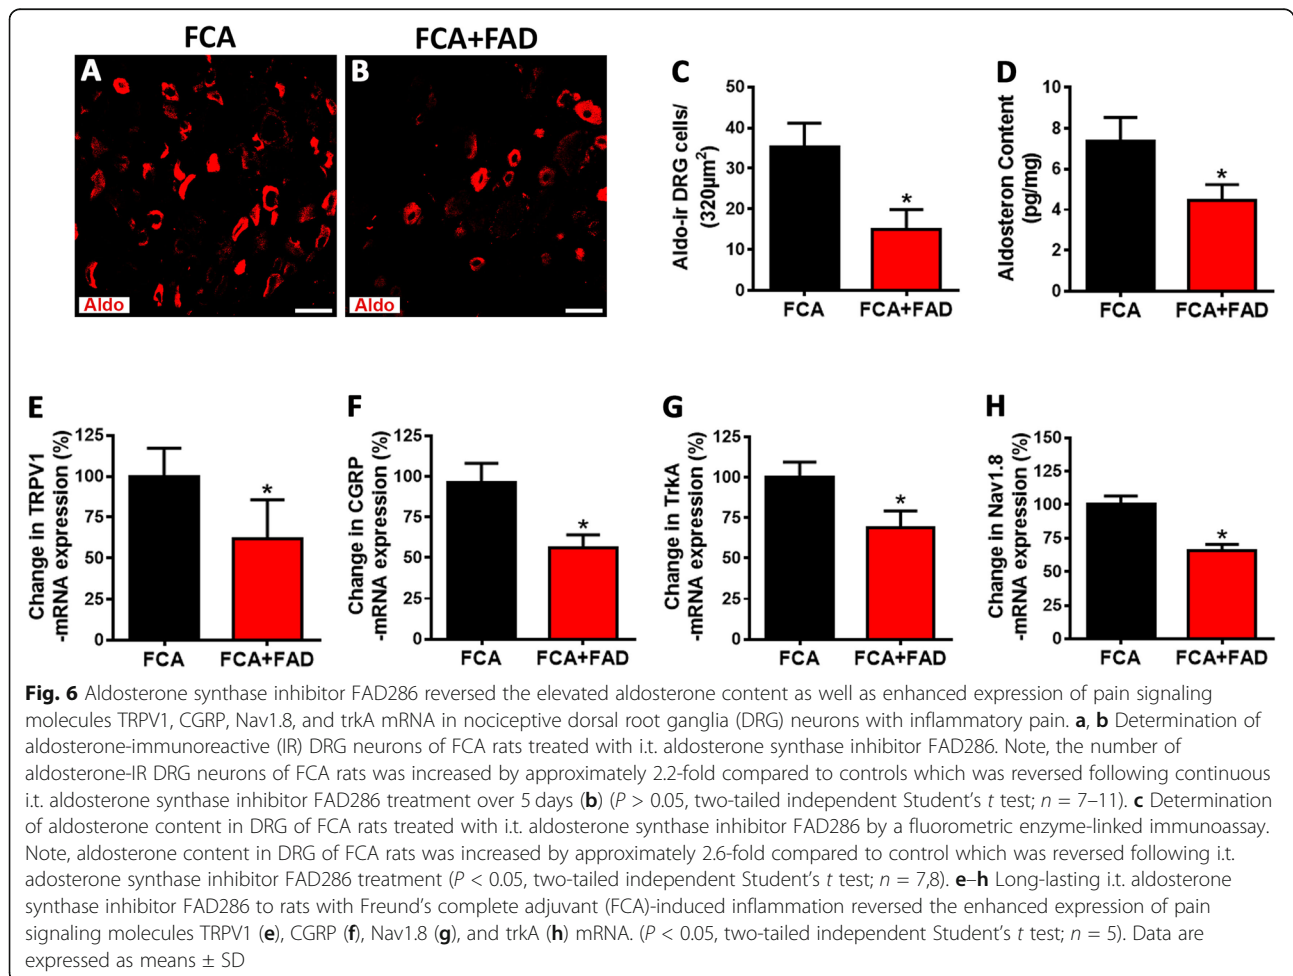 FCA
FCA+FAD
A
Aldo
B
Aldo
C
Aldo-ir DRG cells/
(320µm²)
50
40
30
20
10
0
*
FCA
FCA+FAD
D
Aldosteron Content
(pg/mg)
10
8
6
4
2
0
*
FCA
FCA+FAD
E
Change in TRPV1
-mRNA expression (%)
125
100
75
50
25
0
*
FCA
FCA+FAD
F
Change in CGRP
-mRNA expression (%)
125
100
75
50
25
0
*
FCA
FCA+FAD
G
Change in TrkA
-mRNA expression (%)
125
100
75
50
25
0
*
FCA
FCA+FAD
H
Change in Nav1.8
-mRNA expression (%)
150
125
100
75
50
25
0
*
FCA
FCA+FAD
Fig. 6 Aldosterone synthase inhibitor FAD286 reversed the elevated aldosterone content as well as enhanced expression of pain signaling
molecules TRPV1, CGRP, Nav1.8, and trkA mRNA in nociceptive dorsal root ganglia (DRG) neurons with inflammatory pain. a, b Determination of
aldosterone-immunoreactive (IR) DRG neurons of FCA rats treated with i.t. aldosterone synthase inhibitor FAD286. Note, the number of
aldosterone-IR DRG neurons of FCA rats was increased by approximately 2.2-fold compared to controls which was reversed following continuous
i.t. aldosterone synthase inhibitor FAD286 treatment over 5 days (b) (P > 0.05, two-tailed independent Student's t test; n = 7–11). c Determination
of aldosterone content in DRG of FCA rats treated with i.t. aldosterone synthase inhibitor FAD286 by a fluorometric enzyme-linked immunoassay.
Note, aldosterone content in DRG of FCA rats was increased by approximately 2.6-fold compared to control which was reversed following i.t.
adosterone synthase inhibitor FAD286 treatment (P < 0.05, two-tailed independent Student's t test; n = 7,8). e–h Long-lasting i.t. aldosterone
synthase inhibitor FAD286 to rats with Freund's complete adjuvant (FCA)-induced inflammation reversed the enhanced expression of pain
signaling molecules TRPV1 (e), CGRP (f), Nav1.8 (g), and trkA (h) mRNA. (P < 0.05, two-tailed independent Student's t test; n = 5). Data are
expressed as means ± SD